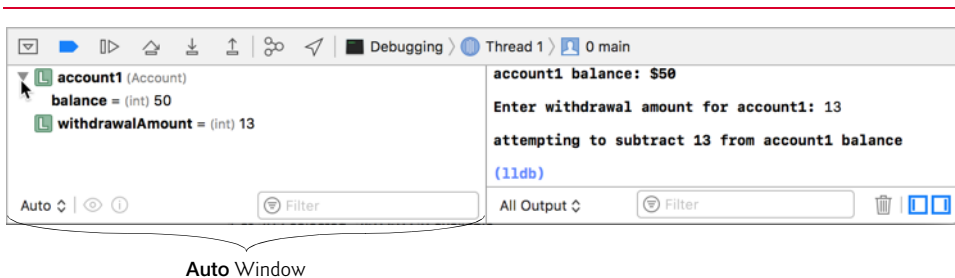 Debugging 〉 Thread 1 〉 0 main
account1 (Account)
balance = (int) 50
L withdrawalAmount = (int) 13
account1 balance: $50
Enter withdrawal amount for account1: 13
attempting to subtract 13 from account1 balance
(lldb)
Auto
Filter
All Output
Filter
Auto Window